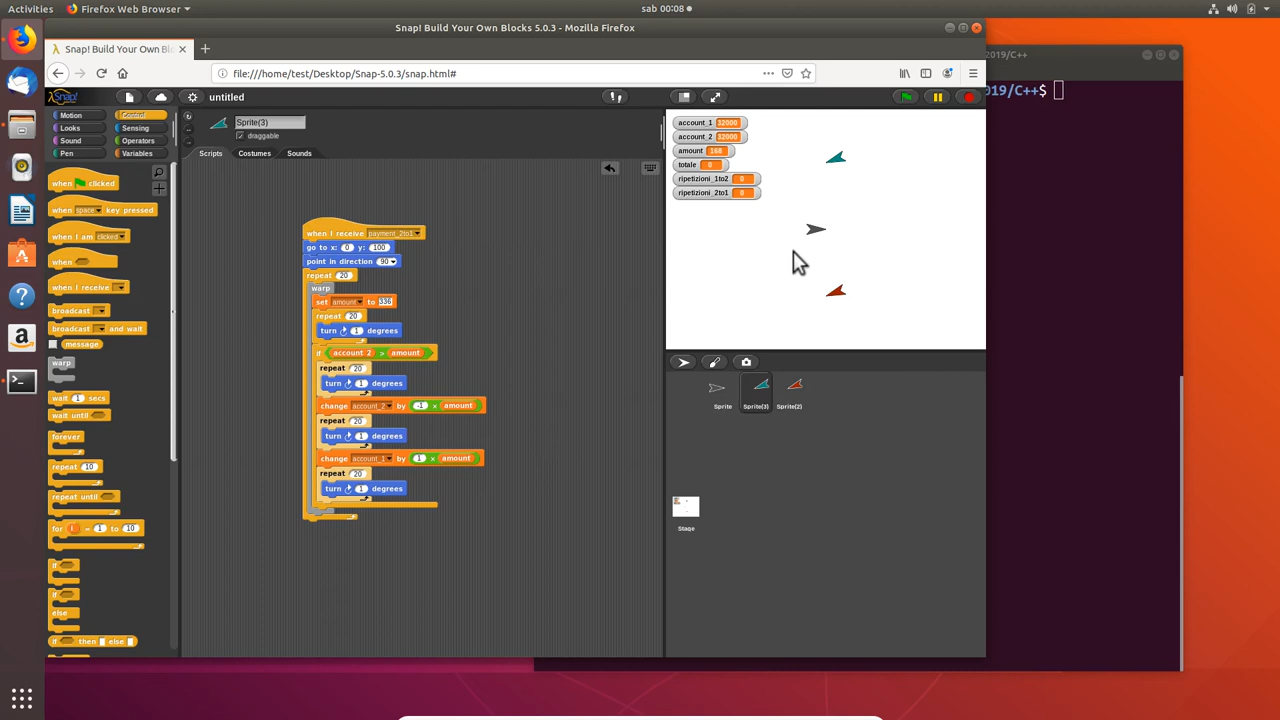 Activities Firefox Web Browser sab 00:08
Snap! Build Your Own Blocks 5.0.3 - Mozilla Firefox
2019/C++
Snap! Build Your Own Bl
file:///home/test/Desktop/Snap-5.0.3/snap.html#
019/C++$
Snap! untitled
Motion Control
Looks Sensing
Sound Operators
Pen Variables
Sprite(3)
draggable
Scripts Costumes Sounds
when clicked
when space key pressed
when I am clicked
when
when I receive
broadcast
broadcast and wait
message
warp
wait 1 secs
wait until
forever
repeat 10
repeat until
for i = 1 to 10
if
if
else
if then else
when I receive payment_2to1
go to x: 0 y: 100
point in direction 90
repeat 20
warp
set amount to 336
repeat 20
turn 1 degrees
if account 2 > amount
repeat 20
turn 1 degrees
change account_2 by -1 × amount
repeat 20
turn 1 degrees
change account_1 by 1 × amount
repeat 20
turn 1 degrees
account_1 32000
account_2 32000
amount 168
totale 0
ripetizioni_1to2 0
ripetizioni_2to1 0
Sprite Sprite(3) Sprite(2)
Stage